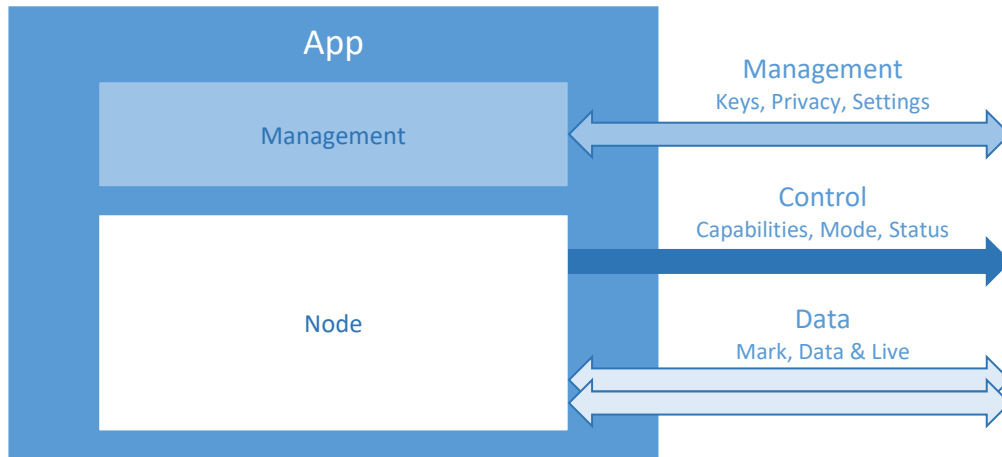 App
Management
Keys, Privacy, Settings
Management
Control
Capabilities, Mode, Status
Node
Data
Mark, Data & Live